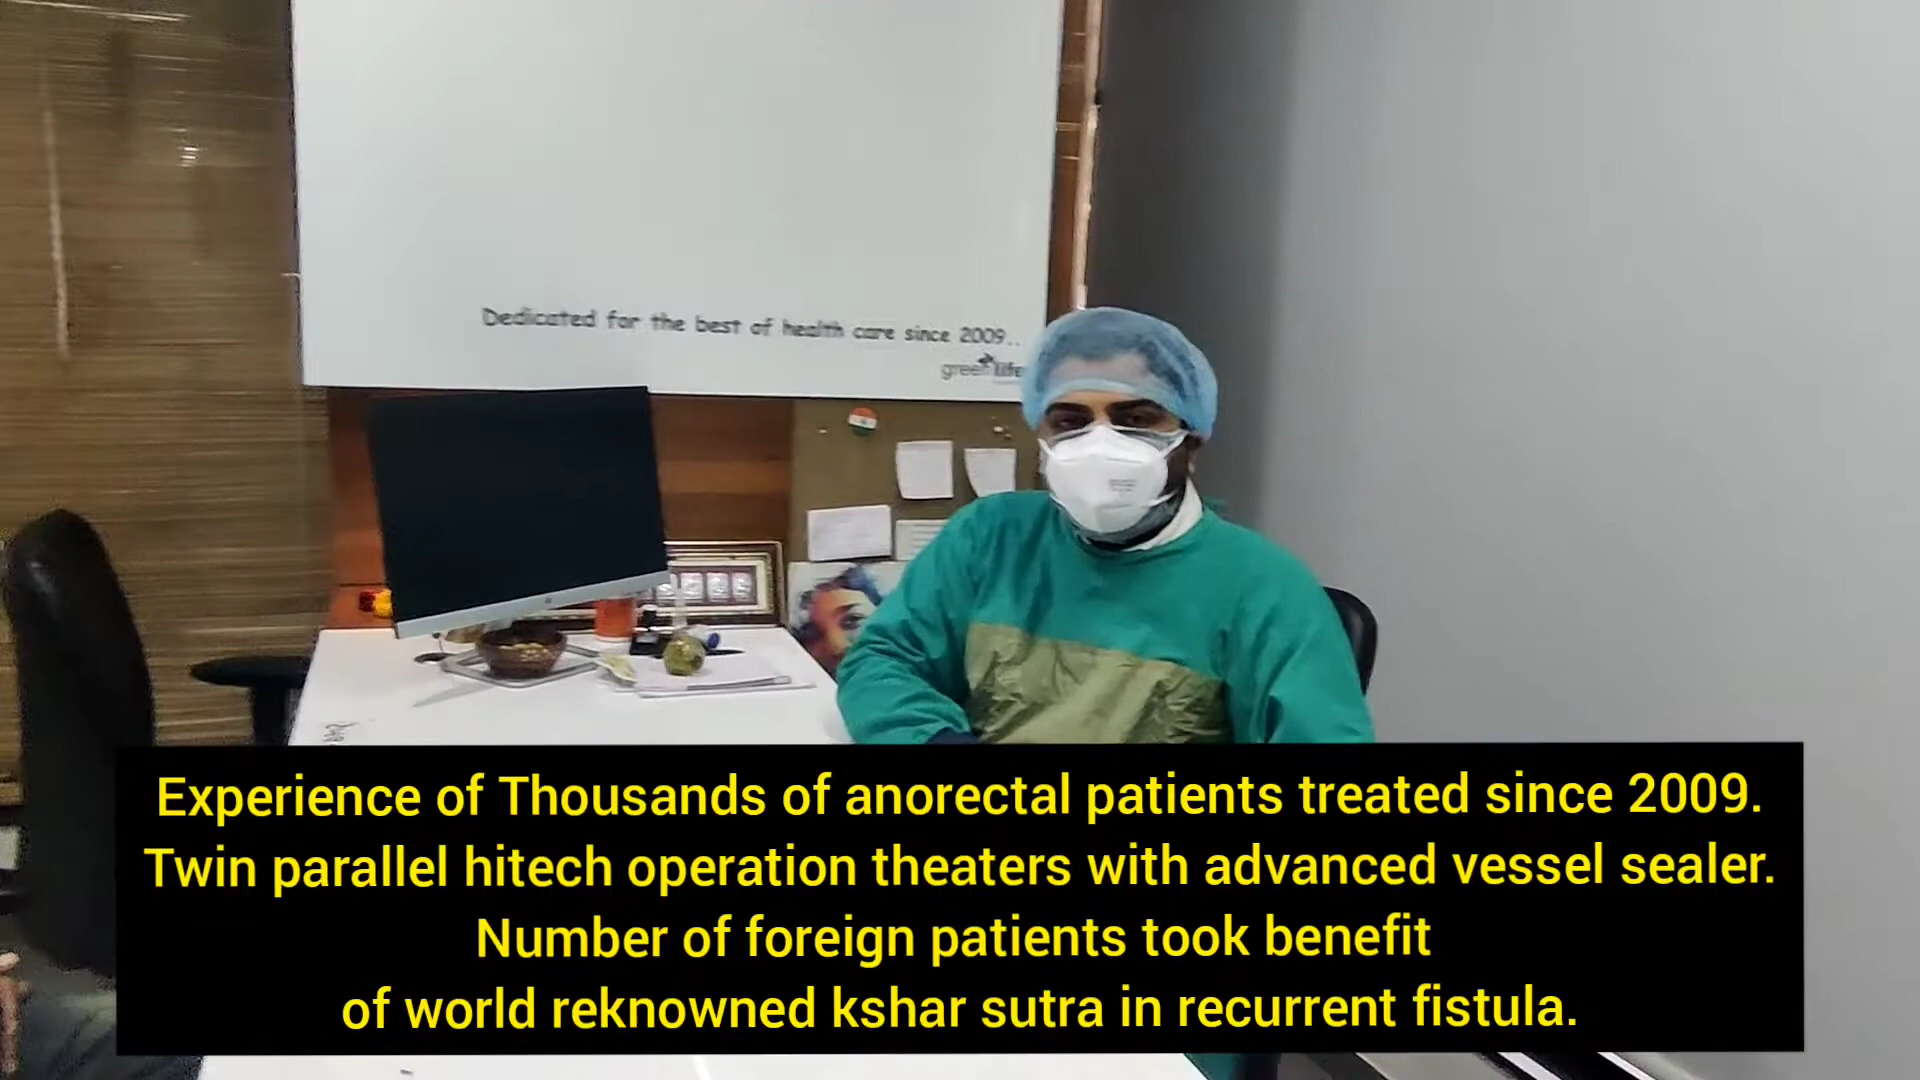 Dedicated for the best of health care since 2009..
green life
Experience of Thousands of anorectal patients treated since 2009.
Twin parallel hitech operation theaters with advanced vessel sealer.
Number of foreign patients took benefit
of world reknowned kshar sutra in recurrent fistula.